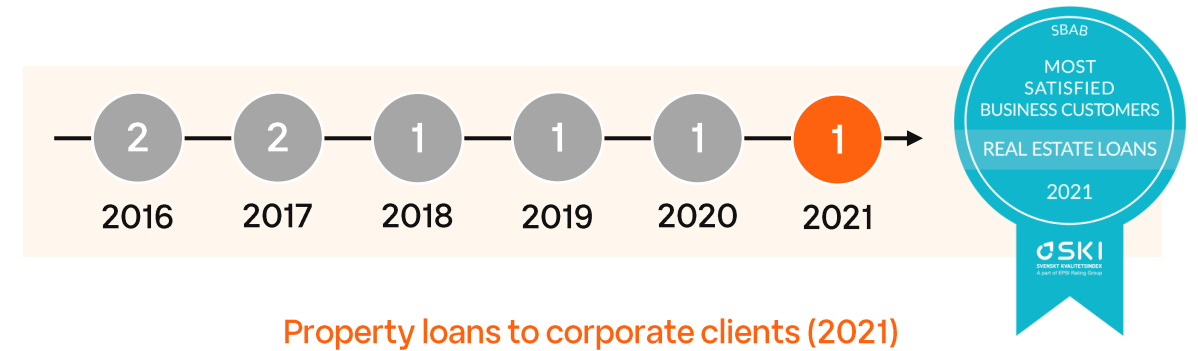 2 2 1 1 1 1
2016 2017 2018 2019 2020 2021
SBAB
MOST
SATISFIED
BUSINESS CUSTOMERS
REAL ESTATE LOANS
2021
SKI
SVENSKT KVALITETSINDEX
A part of EPSI Rating Group
Property loans to corporate clients (2021)